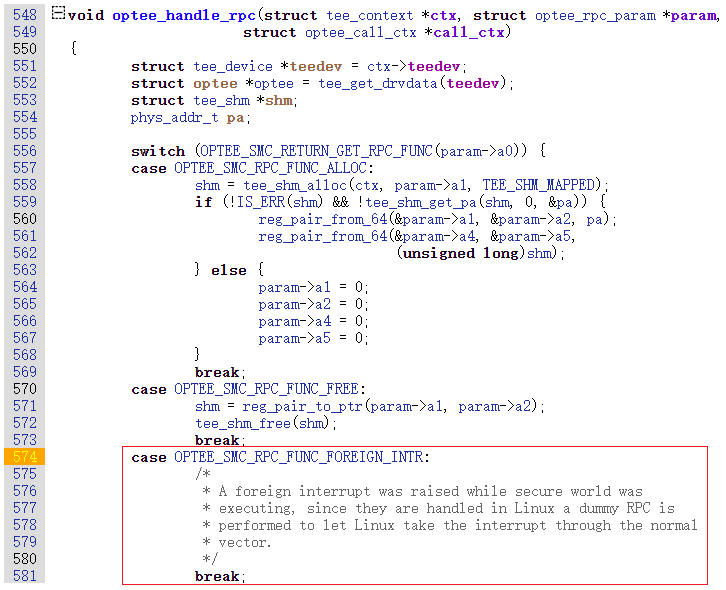 548 void optee_handle_rpc(struct tee_context *ctx, struct optee_rpc_param *param,
549 struct optee_call_ctx *call_ctx)
550 {
551 struct tee_device *teedev = ctx->teedev;
552 struct optee *optee = tee_get_drvdata(teedev);
553 struct tee_shm *shm;
554 phys_addr_t pa;
555
556 switch (OPTEE_SMC_RETURN_GET_RPC_FUNC(param->a0)) {
557 case OPTEE_SMC_RPC_FUNC_ALLOC:
558 shm = tee_shm_alloc(ctx, param->a1, TEE_SHM_MAPPED);
559 if (!IS_ERR(shm) && !tee_shm_get_pa(shm, 0, &pa)) {
560 reg_pair_from_64(&param->a1, &param->a2, pa);
561 reg_pair_from_64(&param->a4, &param->a5,
562 (unsigned long)shm);
563 } else {
564 param->a1 = 0;
565 param->a2 = 0;
566 param->a4 = 0;
567 param->a5 = 0;
568 }
569 break;
570 case OPTEE_SMC_RPC_FUNC_FREE:
571 shm = reg_pair_to_ptr(param->a1, param->a2);
572 tee_shm_free(shm);
573 break;
574 case OPTEE_SMC_RPC_FUNC_FOREIGN_INTR:
575 /*
576 * A foreign interrupt was raised while secure world was
577 * executing, since they are handled in Linux a dummy RPC is
578 * performed to let Linux take the interrupt through the normal
579 * vector.
580 */
581 break;